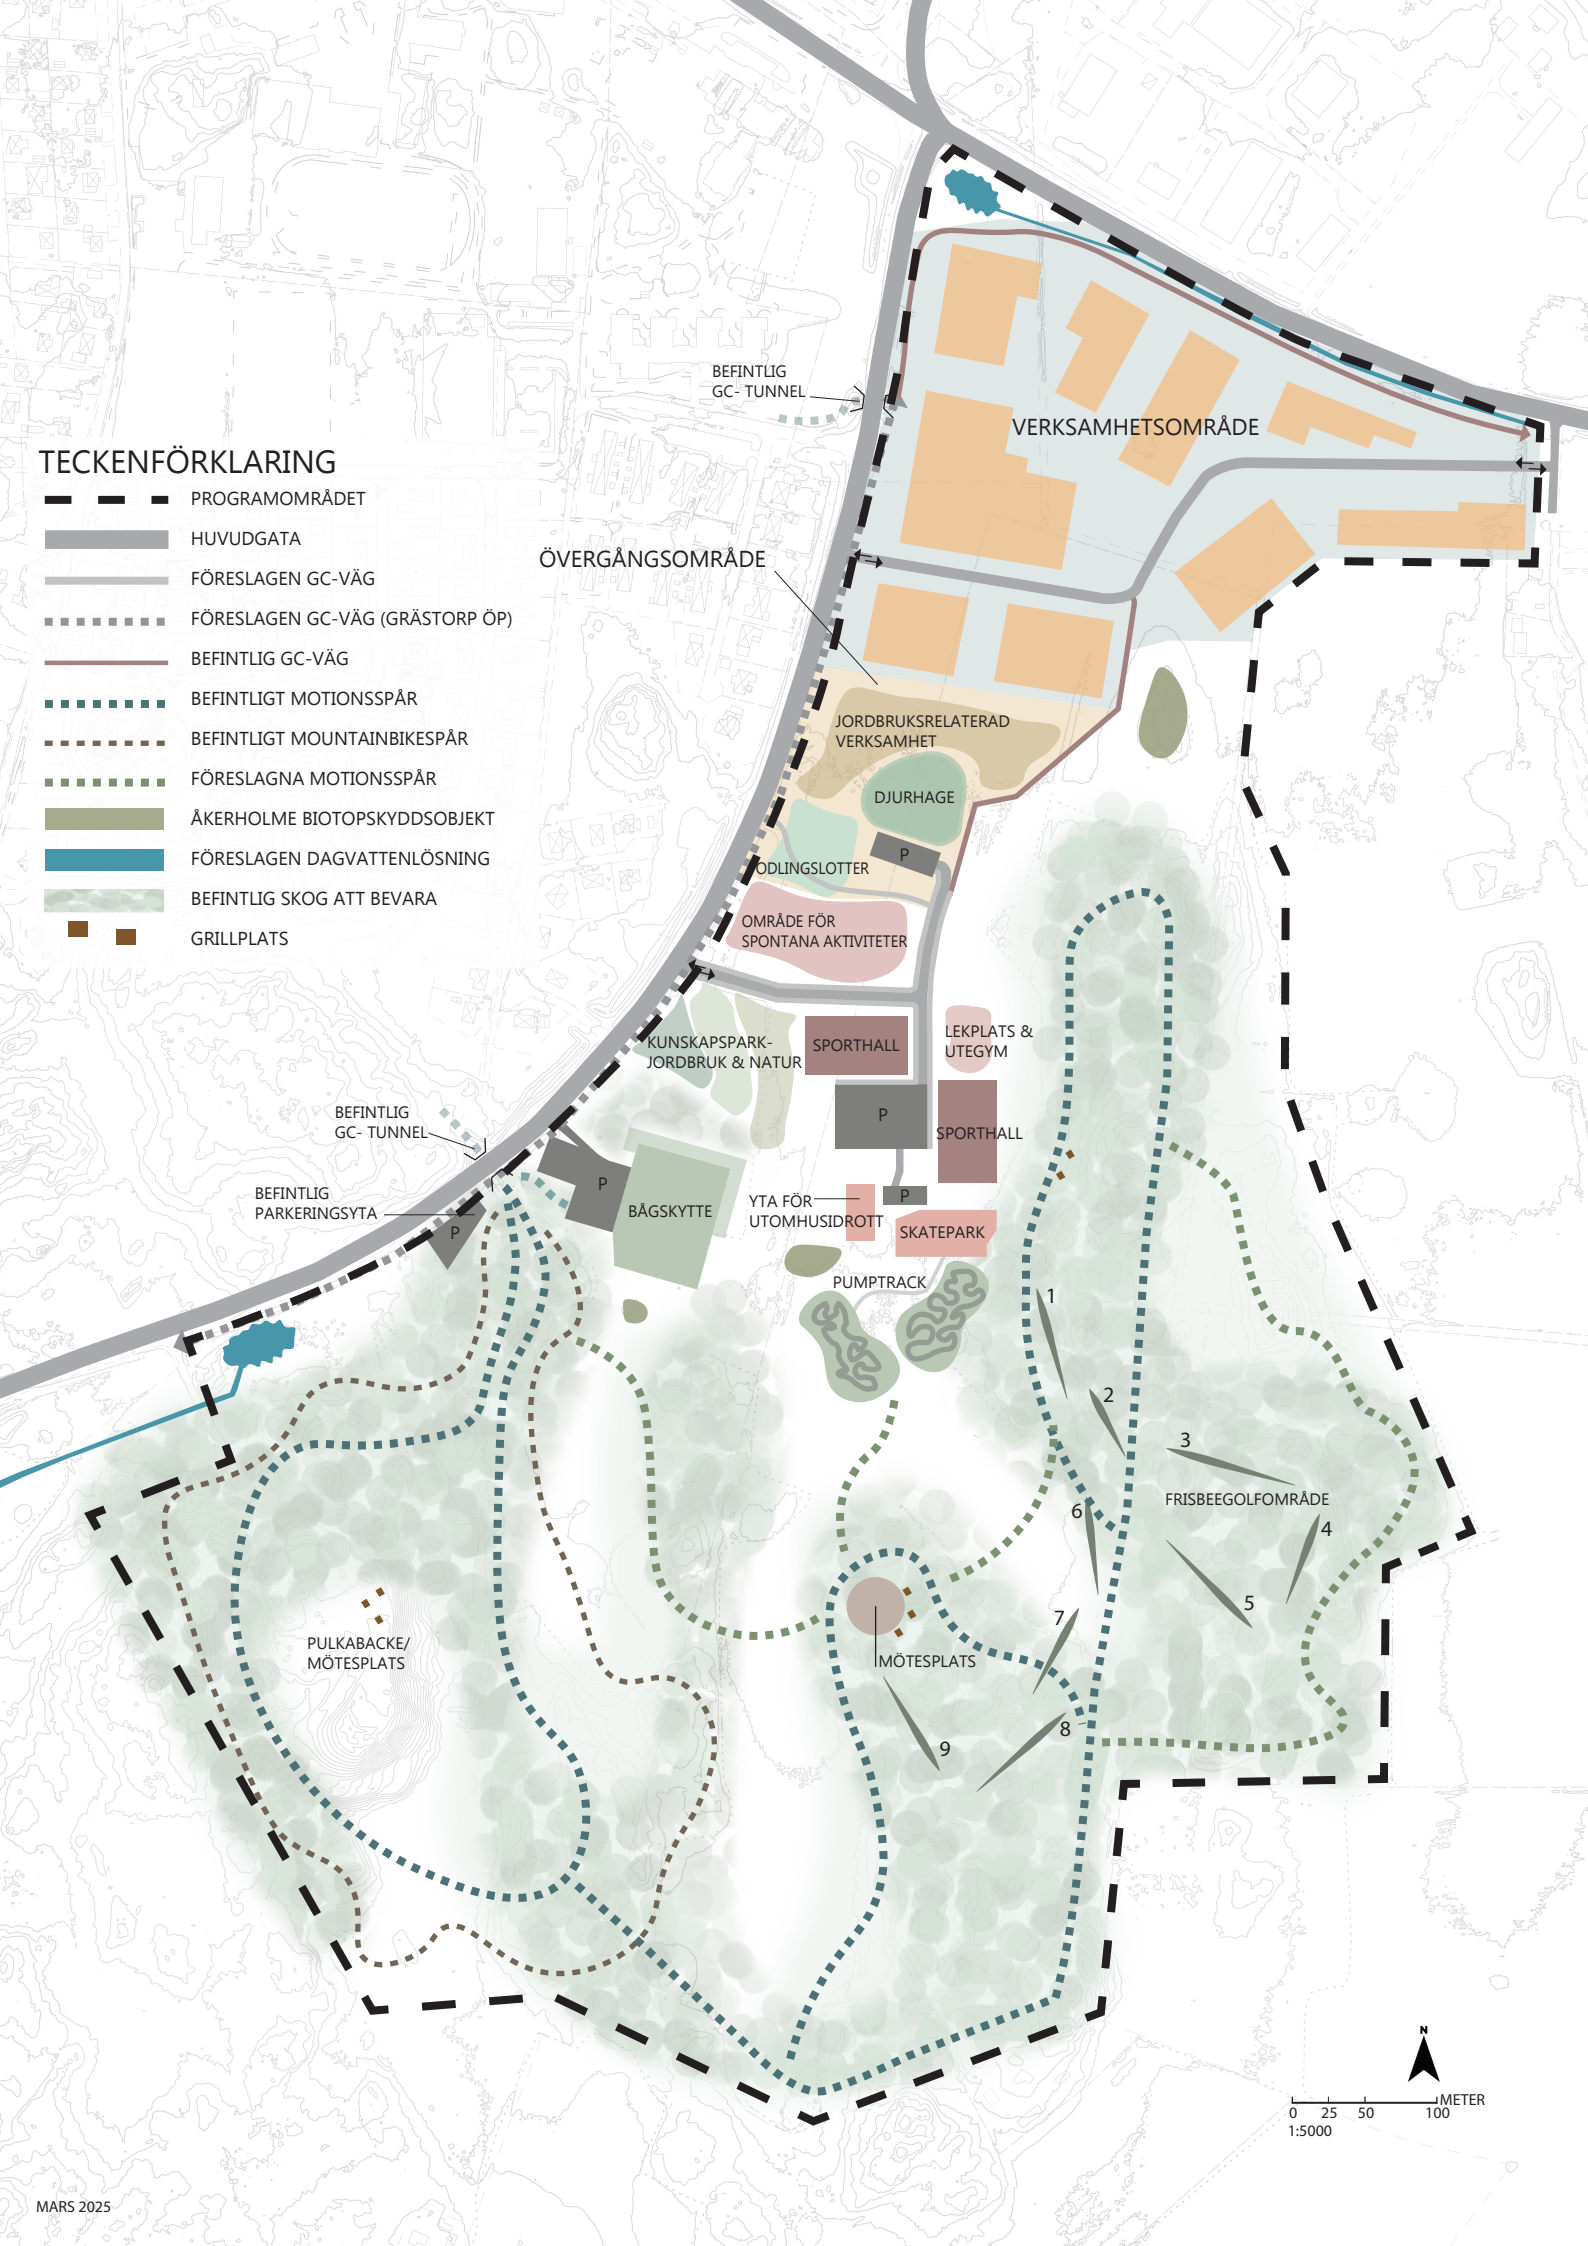 BEFINTLIG
GC- TUNNEL
VERKSAMHETSOMRÅDE
TECKENFÖRKLARING
PROGRAMOMRÅDET
HUVUDGATA
FÖRESLAGEN GC-VÄG
FÖRESLAGEN GC-VÄG (GRÄSTORP ÖP)
BEFINTLIG GC-VÄG
BEFINTLIGT MOTIONSSPÅR
BEFINTLIGT MOUNTAINBIKESPÅR
FÖRESLAGNA MOTIONSSPÅR
ÅKERHOLME BIOTOPSKYDDSOBJEKT
FÖRESLAGEN DAGVATTENLÖSNING
BEFINTLIG SKOG ATT BEVARA
GRILLPLATS
ÖVERGÅNGSOMRÅDE
JORDBRUKSRELATERAD
VERKSAMHET
DJURHAGE
P
ODLINGSLOTTER
OMRÅDE FÖR
SPONTANA AKTIVITETER
KUNSKAPSPARK-
JORDBRUK & NATUR
SPORTHALL
LEKPLATS &
UTEGYM
P
SPORTHALL
BEFINTLIG
GC- TUNNEL
BEFINTLIG
PARKERINGSYTA
P
P
BÅGSKYTTE
YTA FÖR
UTOMHUSIDROTT
P
SKATEPARK
PUMPTRACK
1
2
3
FRISBEEGOLFOMRÅDE
4
5
6
7
8
9
MÖTESPLATS
PULKABACKE/
MÖTESPLATS
N
METER
0 25 50 100
1:5000
MARS 2025